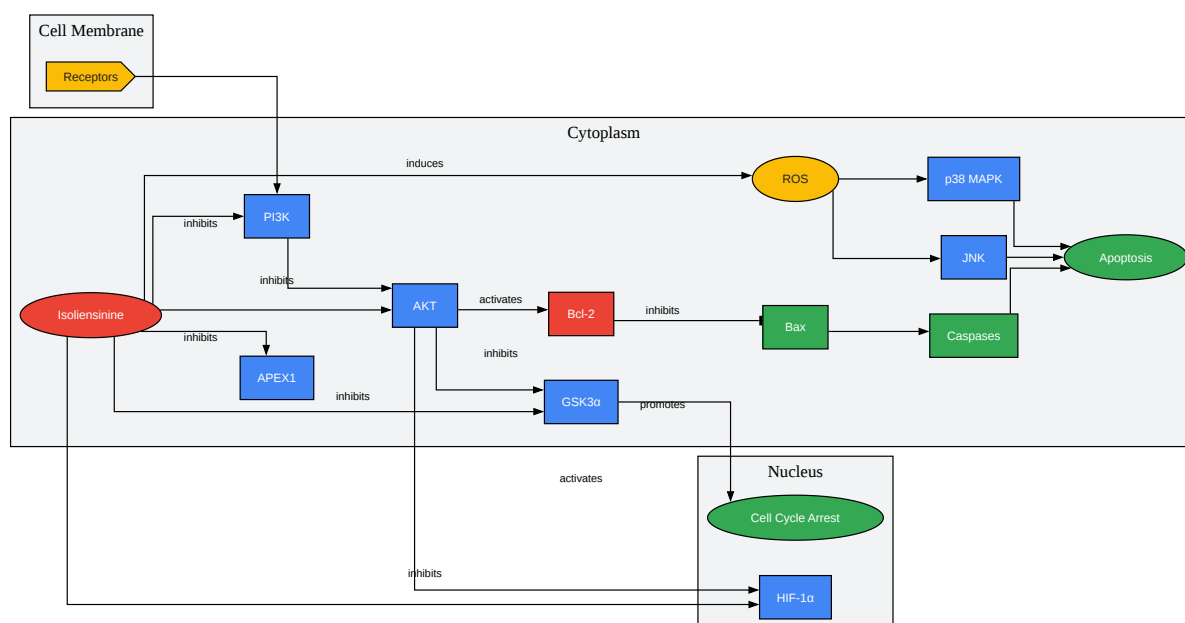 Cell Membrane
Receptors
Cytoplasm
induces
ROS
p38 MAPK
PI3K
inhibits
JNK
Apoptosis
inhibits
AKT
activates
Bcl-2
inhibits
Bax
Caspases
Isoliensinine
inhibits
APEX1
inhibits
inhibits
GSK3α
promotes
activates
Nucleus
Cell Cycle Arrest
inhibits
HIF-1α